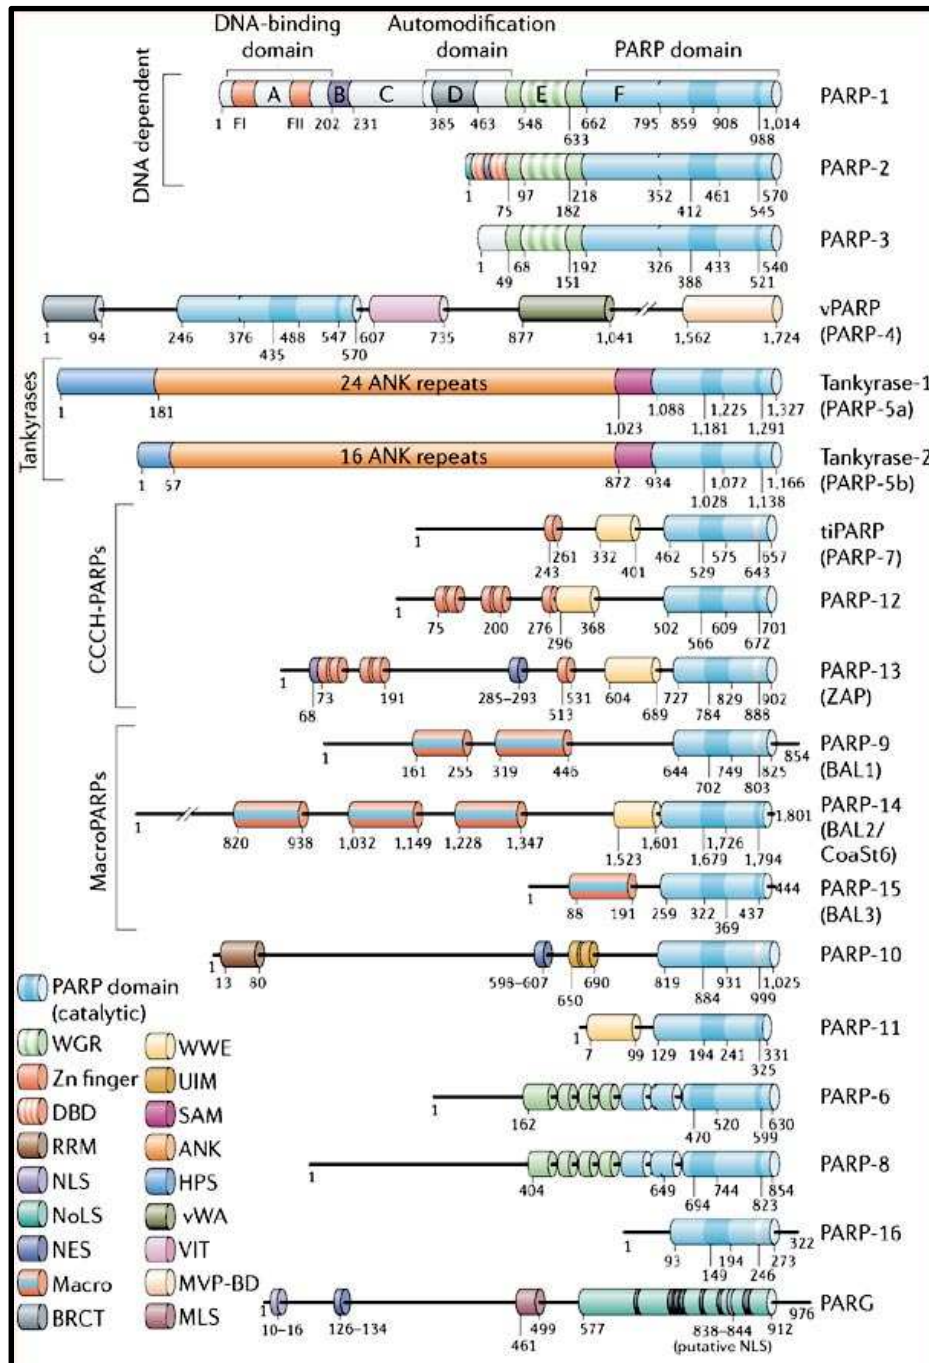 DNA-binding domain
Automodification domain
PARP domain
DNA dependent
A B C D E F
PARP-1
1 FI FII 202 231 385 463 548 633 662 795 859 908 988 1,014
PARP-2
1 75 97 182 218 352 412 461 545 570
PARP-3
1 49 68 151 192 326 388 433 521 540
vPARP
(PARP-4)
1 94 246 376 435 488 547 570 607 735 877 1,041 1,562 1,724
Tankyrases
24 ANK repeats
Tankyrase-1
(PARP-5a)
1 181 1,023 1,088 1,181 1,225 1,291 1,327
16 ANK repeats
Tankyrase-2
(PARP-5b)
1 57 872 934 1,028 1,072 1,138 1,166
CCCH-PARPs
tiPARP
(PARP-7)
1 243 261 332 401 462 529 575 643 657
PARP-12
1 75 200 276 296 368 502 566 609 672 701
PARP-13
(ZAP)
1 68 73 191 285–293 513 531 604 689 727 784 829 888 902
MacroPARPs
PARP-9
(BAL1)
1 161 255 319 446 644 702 749 803 825 854
PARP-14
(BAL2/
CoaSt6)
1 820 938 1,032 1,149 1,228 1,347 1,523 1,601 1,679 1,726 1,794 1,801
PARP-15
(BAL3)
1 88 191 259 322 369 437 444
PARP-10
1 13 80 598–607 650 690 819 884 931 999 1,025
PARP-11
1 7 99 129 194 241 325 331
PARP-6
1 162 470 520 599 630
PARP-8
1 404 649 694 744 823 854
PARP-16
1 93 149 194 246 273 322
PARG
1 10–16 126–134 461 499 577 838–844 912 976
(putative NLS)
PARP domain
(catalytic)
WGR
Zn finger
DBD
RRM
NLS
NoLS
NES
Macro
BRCT
WWE
UIM
SAM
ANK
HPS
vWA
VIT
MVP-BD
MLS